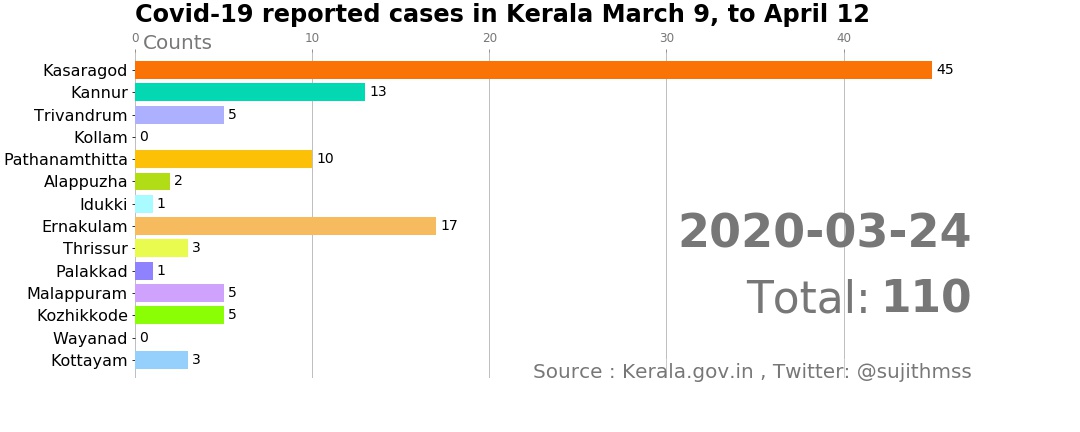 Covid-19 reported cases in Kerala March 9, to April 12
Counts
0 10 20 30 40
Kasaragod 45
Kannur 13
Trivandrum 5
Kollam 0
Pathanamthitta 10
Alappuzha 2
Idukki 1
Ernakulam 17
Thrissur 3
Palakkad 1
Malappuram 5
Kozhikkode 5
Wayanad 0
Kottayam 3
2020-03-24
Total: 110
Source : Kerala.gov.in , Twitter: @sujithmss